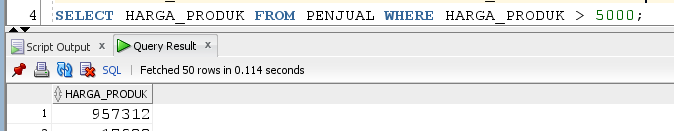 4 SELECT HARGA_PRODUK FROM PENJUAL WHERE HARGA_PRODUK > 5000;
Script Output x Query Result x
SQL | Fetched 50 rows in 0.114 seconds
HARGA_PRODUK
1 957312